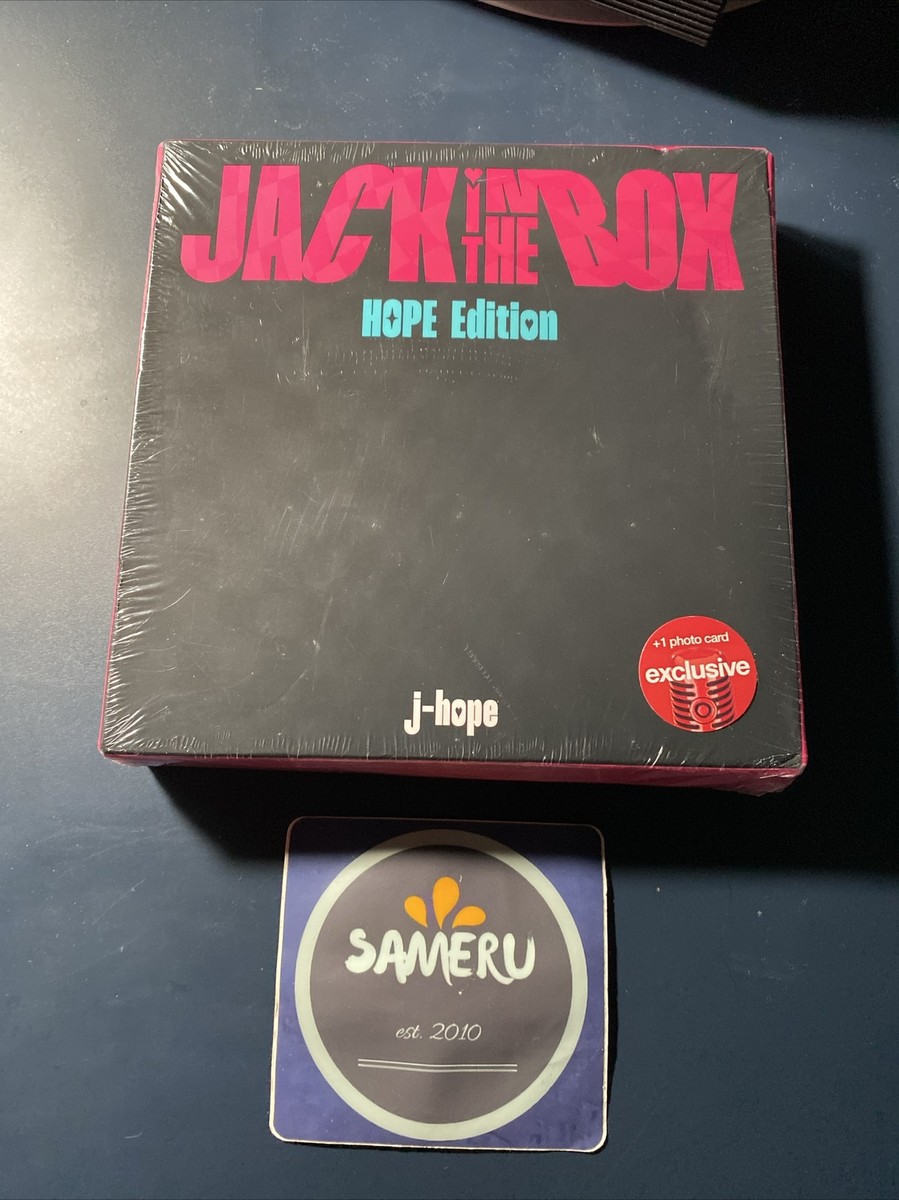 JACK iN THE BOX
HOPE Edition
+1 photo card
exclusive
j-hope
SAMERU
est. 2010